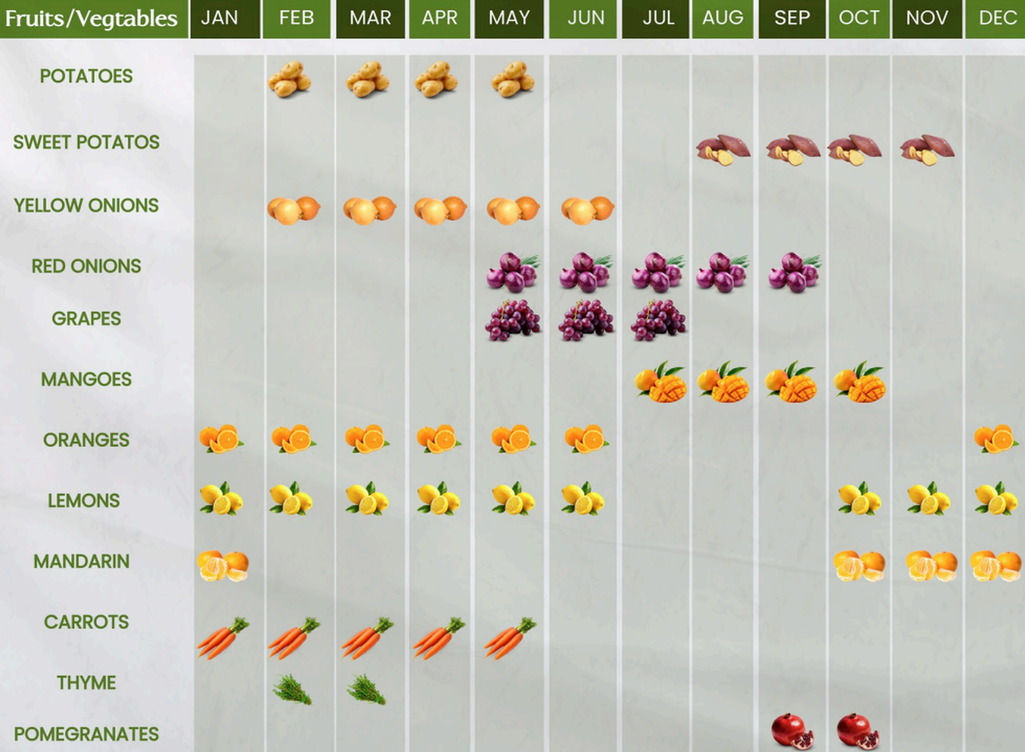 Fruits/Vegtables JAN FEB MAR APR MAY JUN JUL AUG SEP OCT NOV DEC
POTATOES
SWEET POTATOS
YELLOW ONIONS
RED ONIONS
GRAPES
MANGOES
ORANGES
LEMONS
MANDARIN
CARROTS
THYME
POMEGRANATES